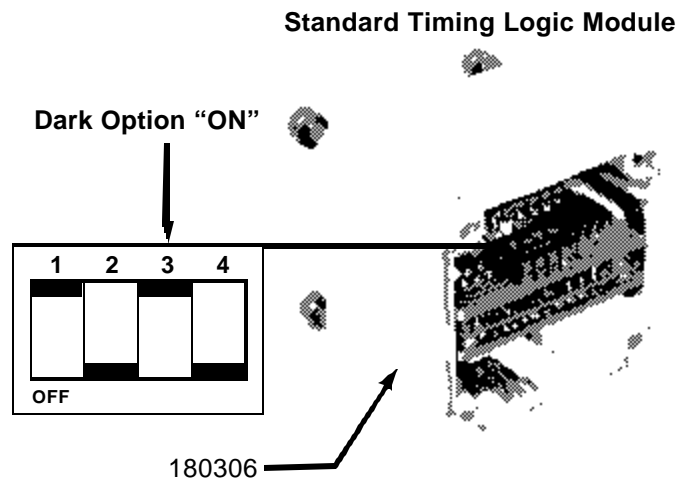 Standard Timing Logic Module
Dark Option “ON”
1 2 3 4
OFF
180306